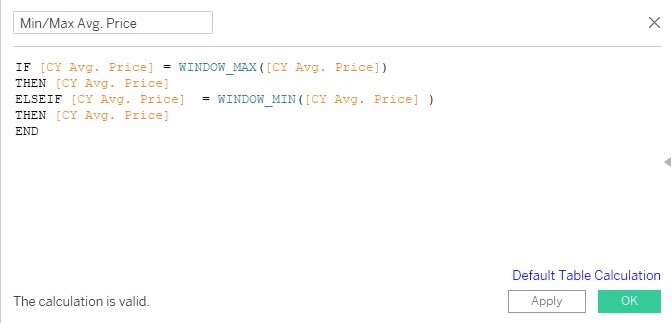 Min/Max Avg. Price
IF [CY Avg. Price] = WINDOW_MAX([CY Avg. Price])
THEN [CY Avg. Price]
ELSEIF [CY Avg. Price]  = WINDOW_MIN([CY Avg. Price] )
THEN [CY Avg. Price]
END
Default Table Calculation
The calculation is valid.
Apply
OK